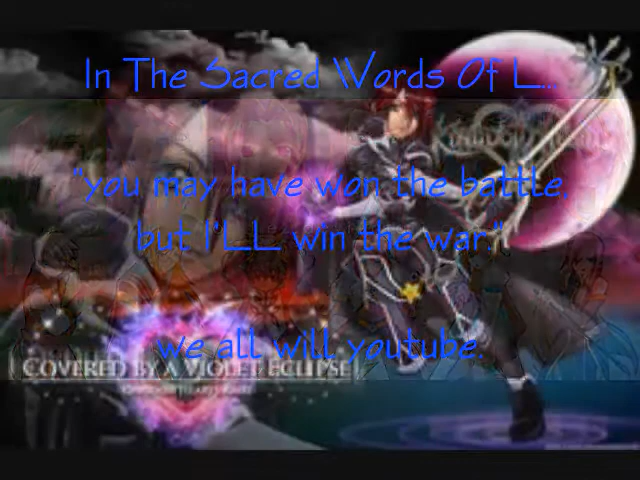 In The Sacred Words Of L...
"you may have won the battle,
but I'LL win the war."
we all will youtube.
COVERED BY A VIOLET ECLIPSE